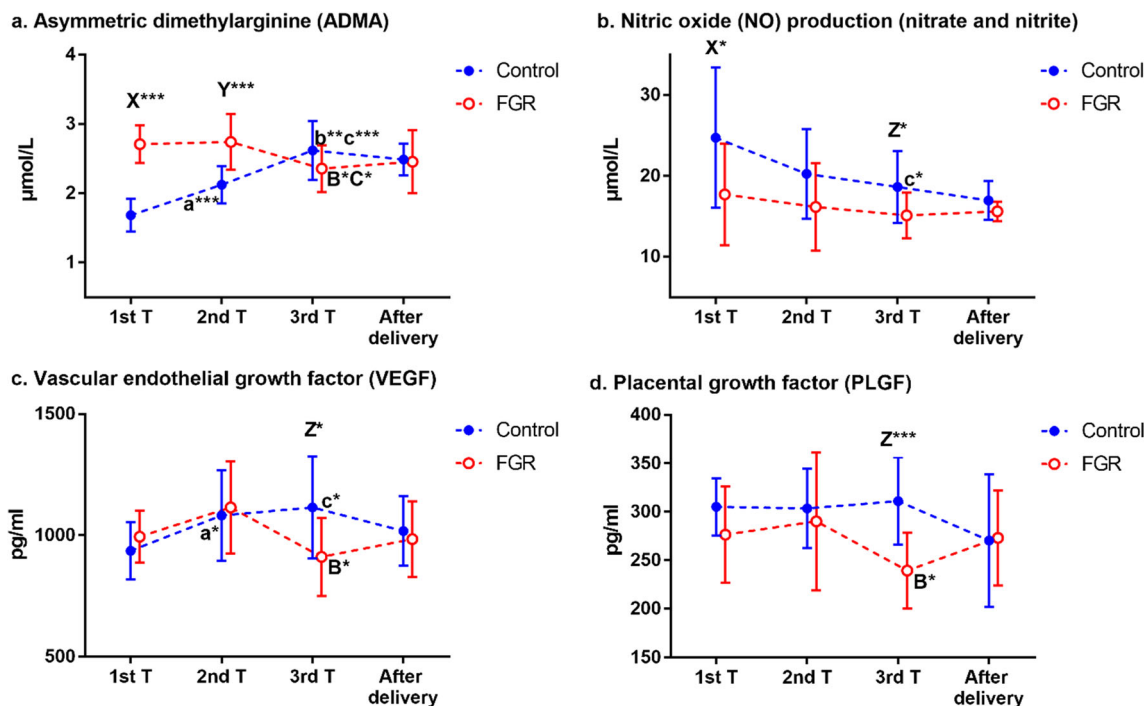 a. Asymmetric dimethylarginine (ADMA)
4
3
2
1
µmol/L
X***
Y***
b**c***
a***
B*C*
Control
FGR
1st T
2nd T
3rd T
After
delivery
b. Nitric oxide (NO) production (nitrate and nitrite)
30
20
10
µmol/L
X*
Z*
c*
Control
FGR
1st T
2nd T
3rd T
After
delivery
c. Vascular endothelial growth factor (VEGF)
1500
1000
500
pg/ml
Z*
c*
a*
B*
Control
FGR
1st T
2nd T
3rd T
After
delivery
d. Placental growth factor (PLGF)
400
350
300
250
200
150
pg/ml
Z***
B*
Control
FGR
1st T
2nd T
3rd T
After
delivery